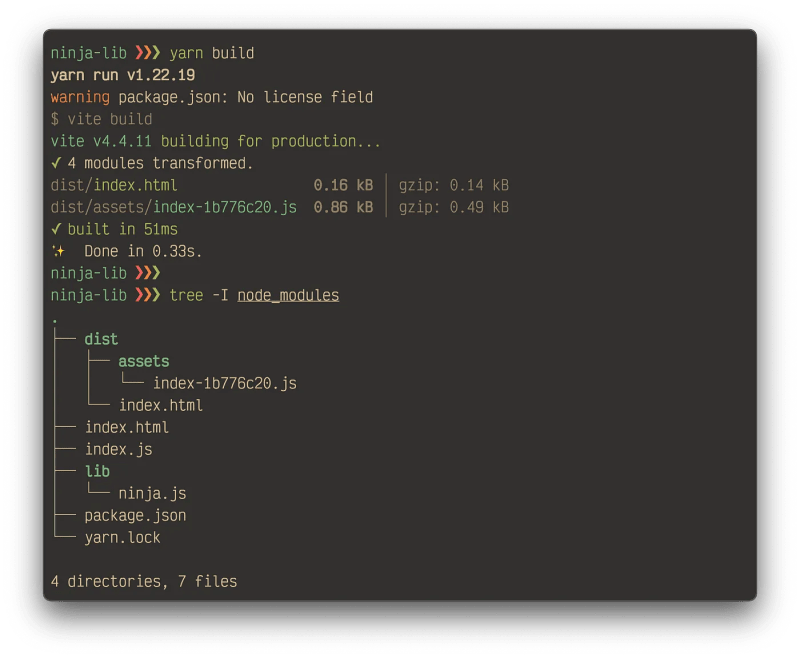 ninja-lib ❯❯❯ yarn build
yarn run v1.22.19
warning package.json: No license field
$ vite build
vite v4.4.11 building for production...
✓ 4 modules transformed.
dist/index.html                0.16 kB │ gzip: 0.14 kB
dist/assets/index-1b776c20.js  0.86 kB │ gzip: 0.49 kB
✓ built in 51ms
✨  Done in 0.33s.
ninja-lib ❯❯❯
ninja-lib ❯❯❯ tree -I node_modules
.
├── dist
│   ├── assets
│   │   └── index-1b776c20.js
│   └── index.html
├── index.html
├── index.js
├── lib
│   └── ninja.js
├── package.json
└── yarn.lock
4 directories, 7 files